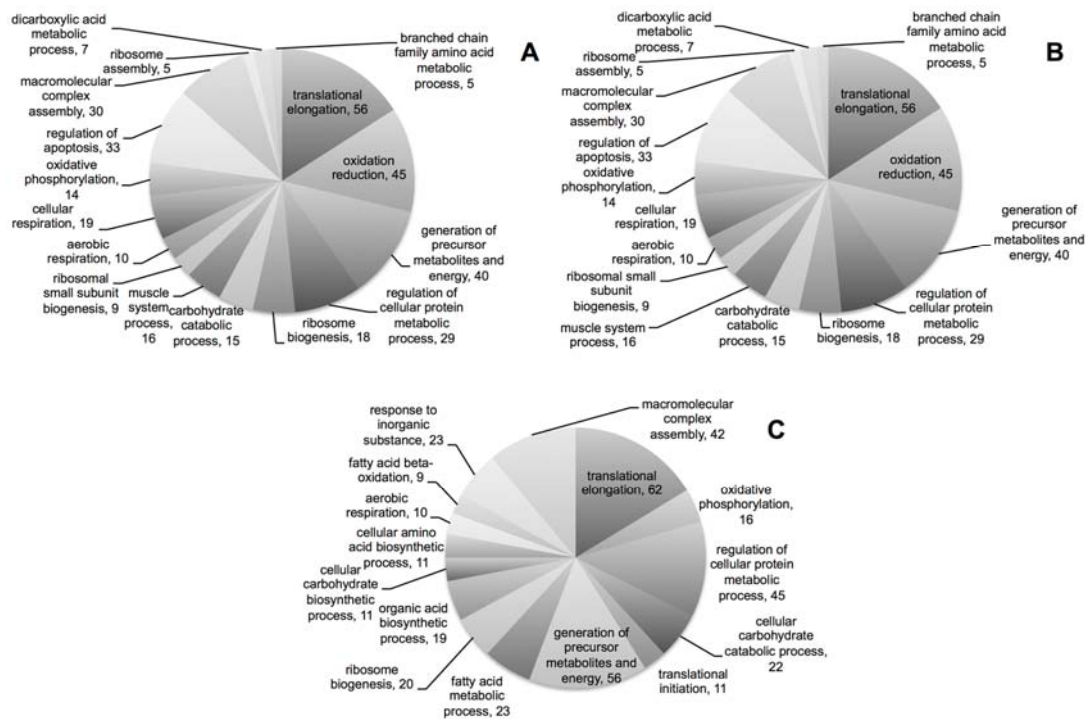 A
dicarboxylic acid
metabolic
process, 7
ribosome
assembly, 5
macromolecular
complex
assembly, 30
regulation of
apoptosis, 33
oxidative
phosphorylation,
14
cellular
respiration, 19
aerobic
respiration, 10
ribosomal
small subunit
biogenesis, 9
muscle
system
process,
16
carbohydrate
catabolic
process, 15
ribosome
biogenesis, 18
regulation of
cellular protein
metabolic
process, 29
generation of
precursor
metabolites and
energy, 40
oxidation
reduction, 45
translational
elongation, 56
branched chain
family amino acid
metabolic
process, 5
B
dicarboxylic acid
metabolic
process, 7
ribosome
assembly, 5
macromolecular
complex
assembly, 30
regulation of
apoptosis, 33
oxidative
phosphorylation,
14
cellular
respiration, 19
aerobic
respiration, 10
ribosomal small
subunit
biogenesis, 9
muscle system
process, 16
carbohydrate
catabolic
process, 15
ribosome
biogenesis, 18
regulation of
cellular protein
metabolic
process, 29
generation of
precursor
metabolites and
energy, 40
oxidation
reduction, 45
translational
elongation, 56
branched chain
family amino acid
metabolic
process, 5
C
response to
inorganic
substance, 23
fatty acid beta-
oxidation, 9
aerobic
respiration, 10
cellular amino
acid biosynthetic
process, 11
cellular
carbohydrate
biosynthetic
process, 11
organic acid
biosynthetic
process, 19
ribosome
biogenesis, 20
fatty acid
metabolic
process, 23
generation of
precursor
metabolites and
energy, 56
translational
initiation, 11
cellular
carbohydrate
catabolic process,
22
regulation of
cellular protein
metabolic
process, 45
oxidative
phosphorylation,
16
translational
elongation, 62
macromolecular
complex
assembly, 42